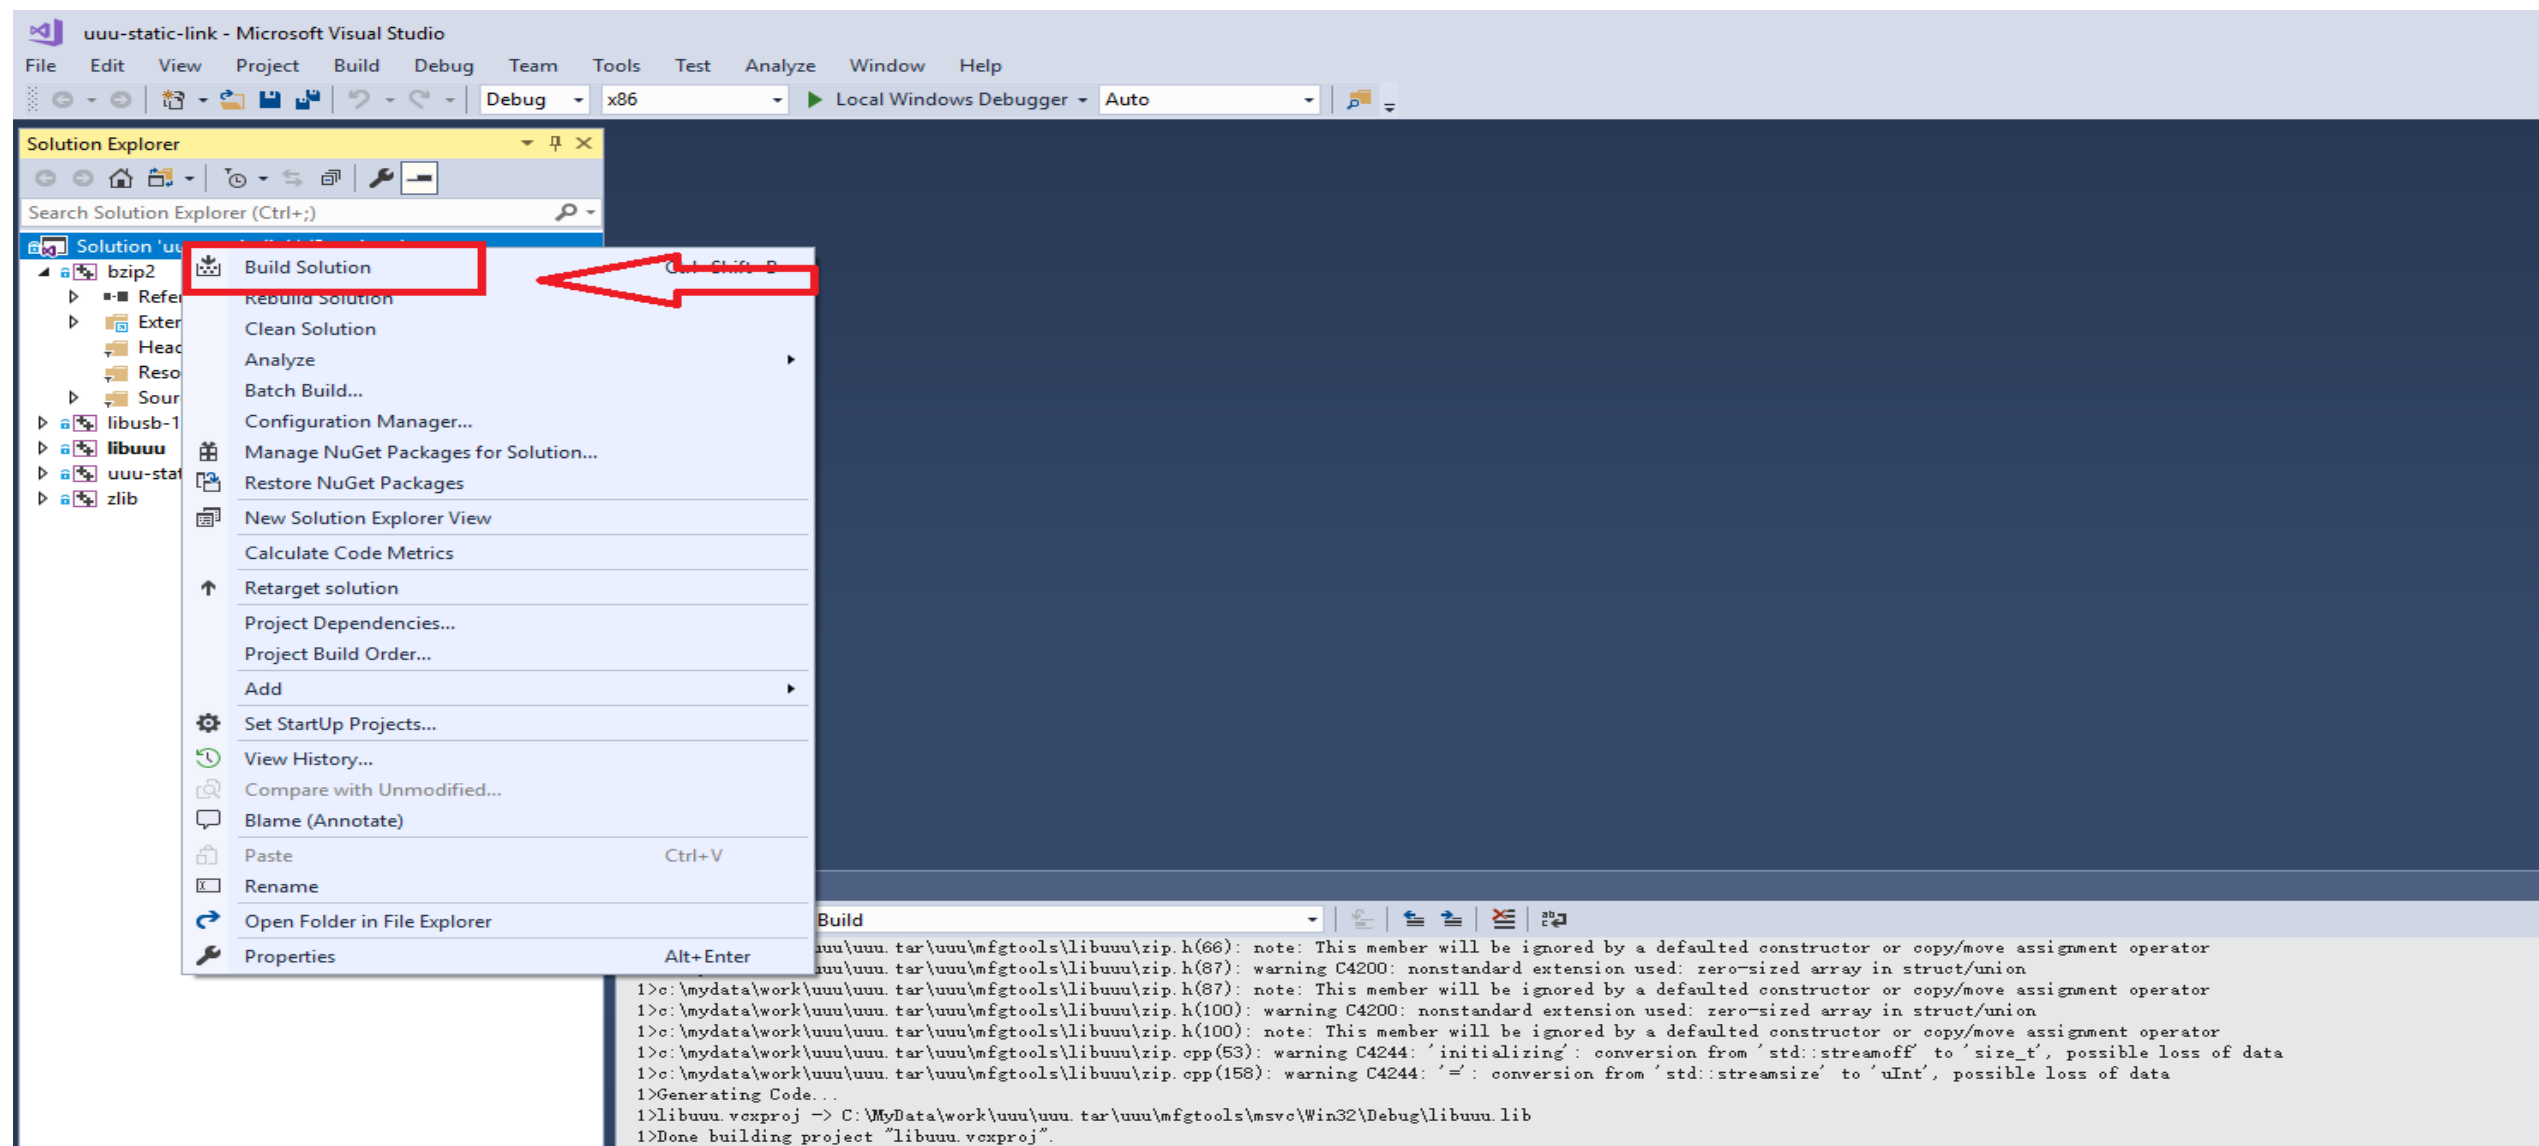 uuu-static-link - Microsoft Visual Studio
File Edit View Project Build Debug Team Tools Test Analyze Window Help
Debug x86 Local Windows Debugger Auto
Solution Explorer
Search Solution Explorer (Ctrl+;)
Solution 'uu
bzip2
Refer
Exter
Head
Reso
Sour
libusb-1
libuuu
uuu-stat
zlib
Build Solution
Rebuild Solution
Clean Solution
Analyze
Batch Build...
Configuration Manager...
Manage NuGet Packages for Solution...
Restore NuGet Packages
New Solution Explorer View
Calculate Code Metrics
Retarget solution
Project Dependencies...
Project Build Order...
Add
Set StartUp Projects...
View History...
Compare with Unmodified...
Blame (Annotate)
Paste Ctrl+V
Rename
Open Folder in File Explorer
Properties Alt+Enter
Build
uuu\uuu.tar\uuu\mfgtools\libuuu\zip.h(66): note: This member will be ignored by a defaulted constructor or copy/move assignment operator
uuu\uuu.tar\uuu\mfgtools\libuuu\zip.h(87): warning C4200: nonstandard extension used: zero-sized array in struct/union
1>c:\mydata\work\uuu\uuu.tar\uuu\mfgtools\libuuu\zip.h(87): note: This member will be ignored by a defaulted constructor or copy/move assignment operator
1>c:\mydata\work\uuu\uuu.tar\uuu\mfgtools\libuuu\zip.h(100): warning C4200: nonstandard extension used: zero-sized array in struct/union
1>c:\mydata\work\uuu\uuu.tar\uuu\mfgtools\libuuu\zip.h(100): note: This member will be ignored by a defaulted constructor or copy/move assignment operator
1>c:\mydata\work\uuu\uuu.tar\uuu\mfgtools\libuuu\zip.cpp(53): warning C4244: 'initializing': conversion from 'std::streamoff' to 'size_t', possible loss of data
1>c:\mydata\work\uuu\uuu.tar\uuu\mfgtools\libuuu\zip.cpp(158): warning C4244: '=': conversion from 'std::streamsize' to 'uInt', possible loss of data
1>Generating Code...
1>libuuu.vcxproj -> C:\MyData\work\uuu\uuu.tar\uuu\mfgtools\msvc\Win32\Debug\libuuu.lib
1>Done building project "libuuu.vcxproj".